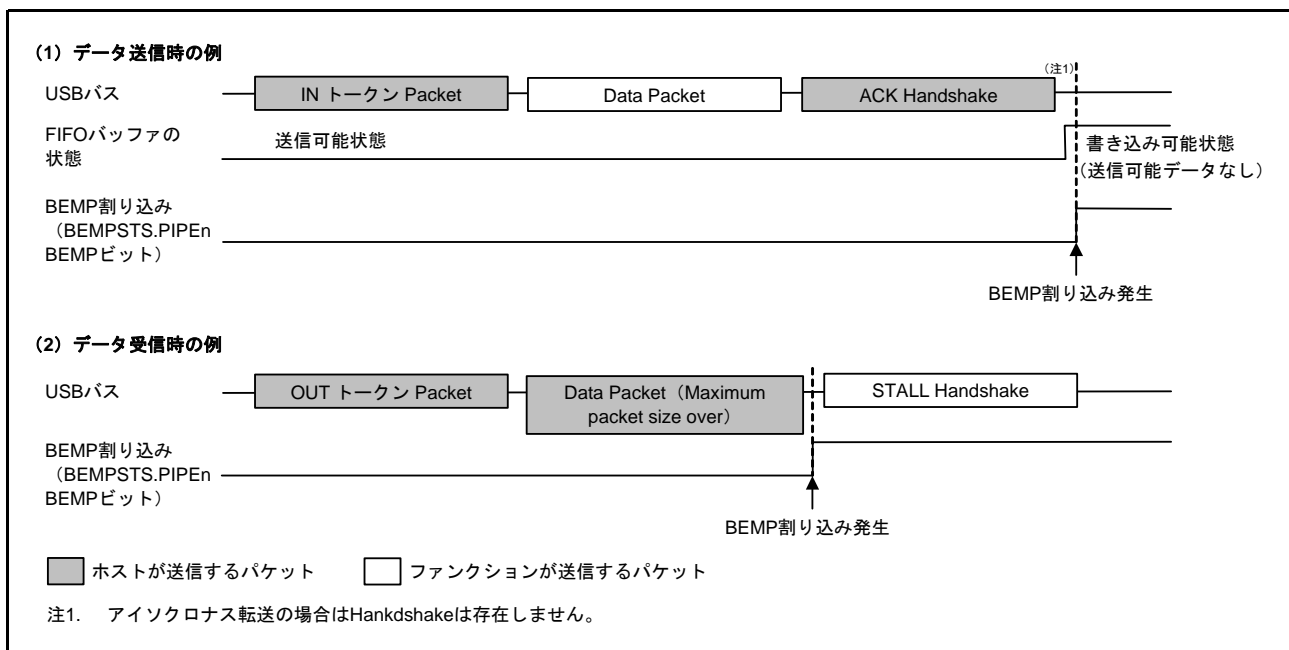 （1）データ送信時の例
（注1）
USBバス
IN トークン Packet
Data Packet
ACK Handshake
FIFOバッファの
状態
送信可能状態
書き込み可能状態
（送信可能データなし）
BEMP割り込み
（BEMPSTS.PIPEn
BEMPビット）
BEMP割り込み発生
（2）データ受信時の例
USBバス
OUT トークン Packet
Data Packet（Maximum
packet size over）
STALL Handshake
BEMP割り込み
（BEMPSTS.PIPEn
BEMPビット）
BEMP割り込み発生
ホストが送信するパケット
ファンクションが送信するパケット
注1. アイソクロナス転送の場合はHankdshakeは存在しません。